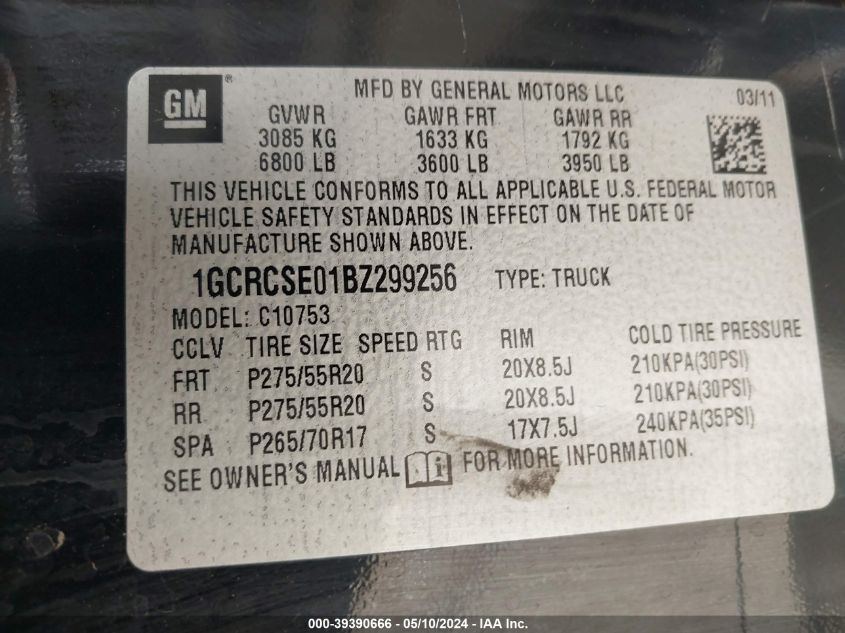 GM®
MFD BY GENERAL MOTORS LLC 03/11
GVWR GAWR FRT GAWR RR
3085 KG 1633 KG 1792 KG
6800 LB 3600 LB 3950 LB
THIS VEHICLE CONFORMS TO ALL APPLICABLE U.S. FEDERAL MOTOR
VEHICLE SAFETY STANDARDS IN EFFECT ON THE DATE OF
MANUFACTURE SHOWN ABOVE.
1GCRCSE01BZ299256 TYPE: TRUCK
MODEL: C10753
CCLV TIRE SIZE SPEED RTG RIM COLD TIRE PRESSURE
FRT P275/55R20 S 20X8.5J 210KPA(30PSI)
RR P275/55R20 S 20X8.5J 210KPA(30PSI)
SPA P265/70R17 S 17X7.5J 240KPA(35PSI)
SEE OWNER'S MANUAL FOR MORE INFORMATION.
000-39390666 - 05/10/2024 - IAA Inc.